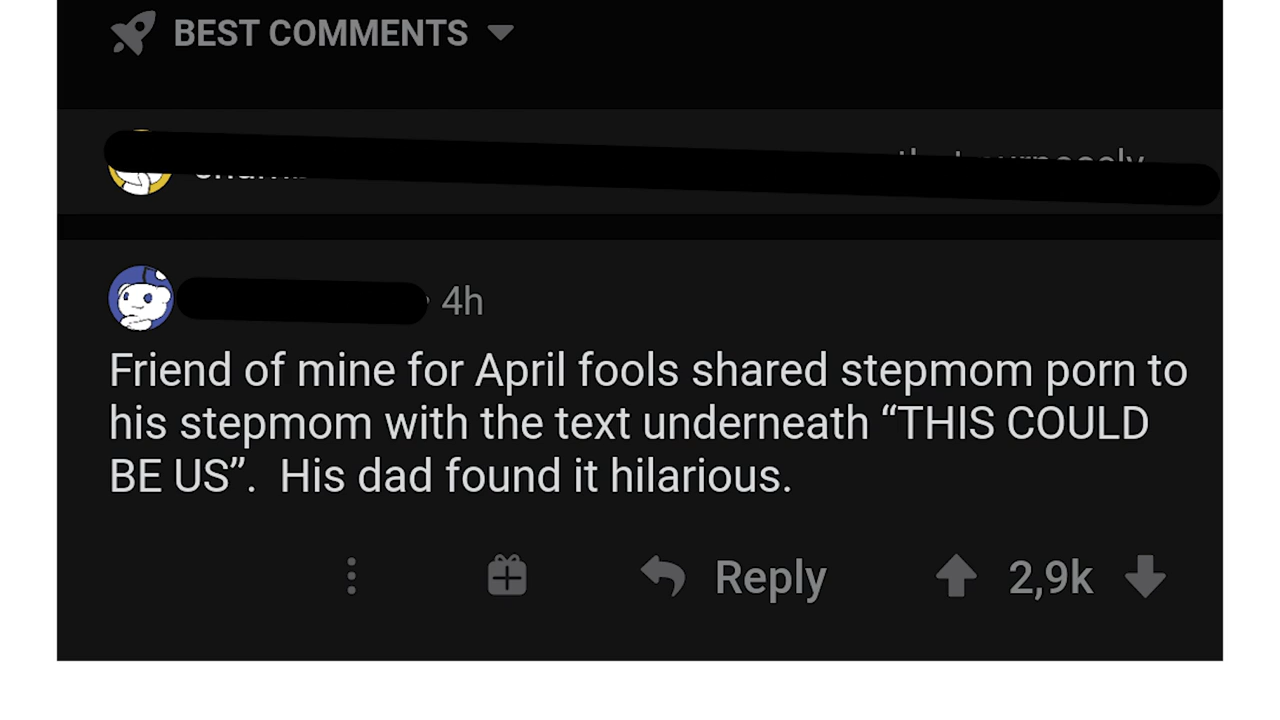 BEST COMMENTS
4h
Friend of mine for April fools shared stepmom porn to
his stepmom with the text underneath “THIS COULD
BE US”.  His dad found it hilarious.
Reply 2,9k